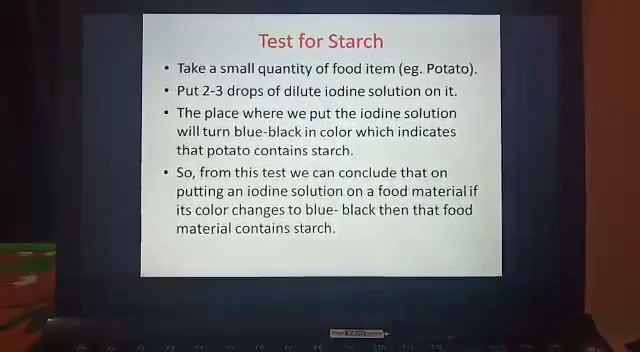 Test for Starch
• Take a small quantity of food item (eg. Potato).
• Put 2-3 drops of dilute iodine solution on it.
• The place where we put the iodine solution
will turn blue-black in color which indicates
that potato contains starch.
• So, from this test we can conclude that on
putting an iodine solution on a food material if
its color changes to blue- black then that food
material contains starch.